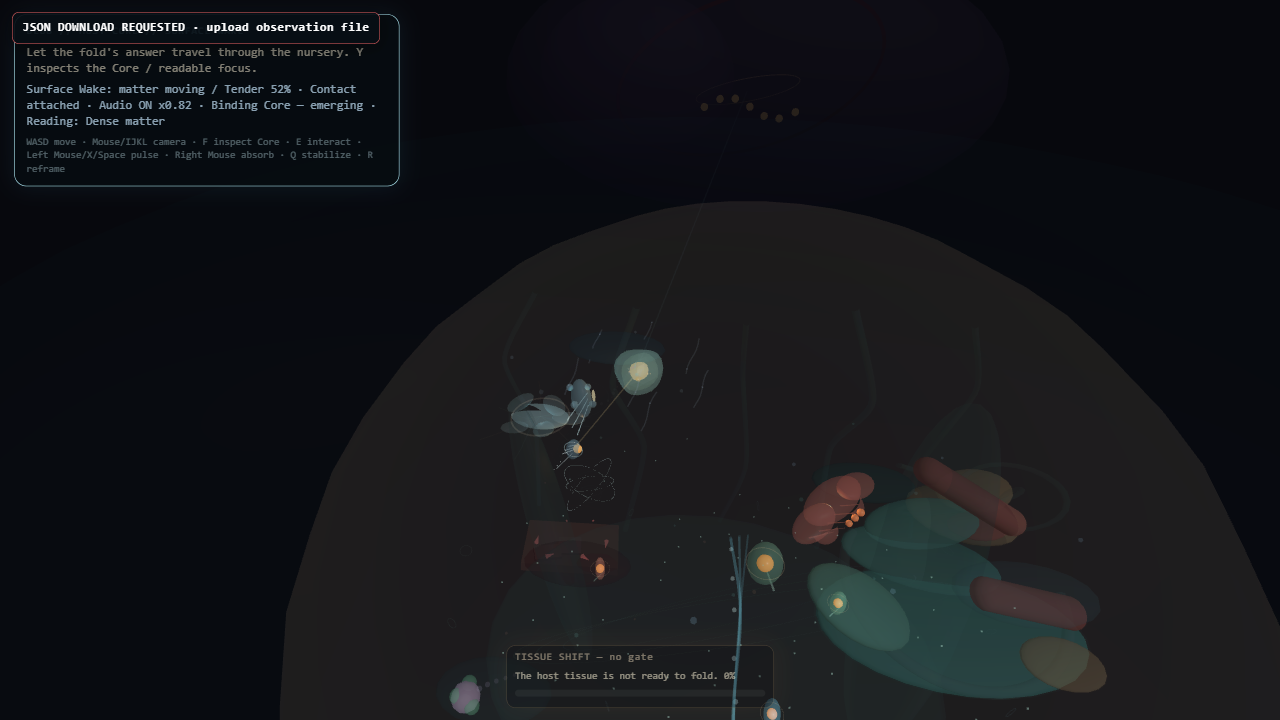 JSON DOWNLOAD REQUESTED · upload observation file
Let the fold's answer travel through the nursery. Y
inspects the Core / readable focus.
Surface Wake: matter moving / Tender 52% · Contact
attached · Audio ON x0.82 · Binding Core — emerging ·
Reading: Dense matter
WASD move · Mouse/IJKL camera · F inspect Core · E interact ·
Left Mouse/X/Space pulse · Right Mouse absorb · Q stabilize · R
reframe
TISSUE SHIFT — no gate
The host tissue is not ready to fold. 0%